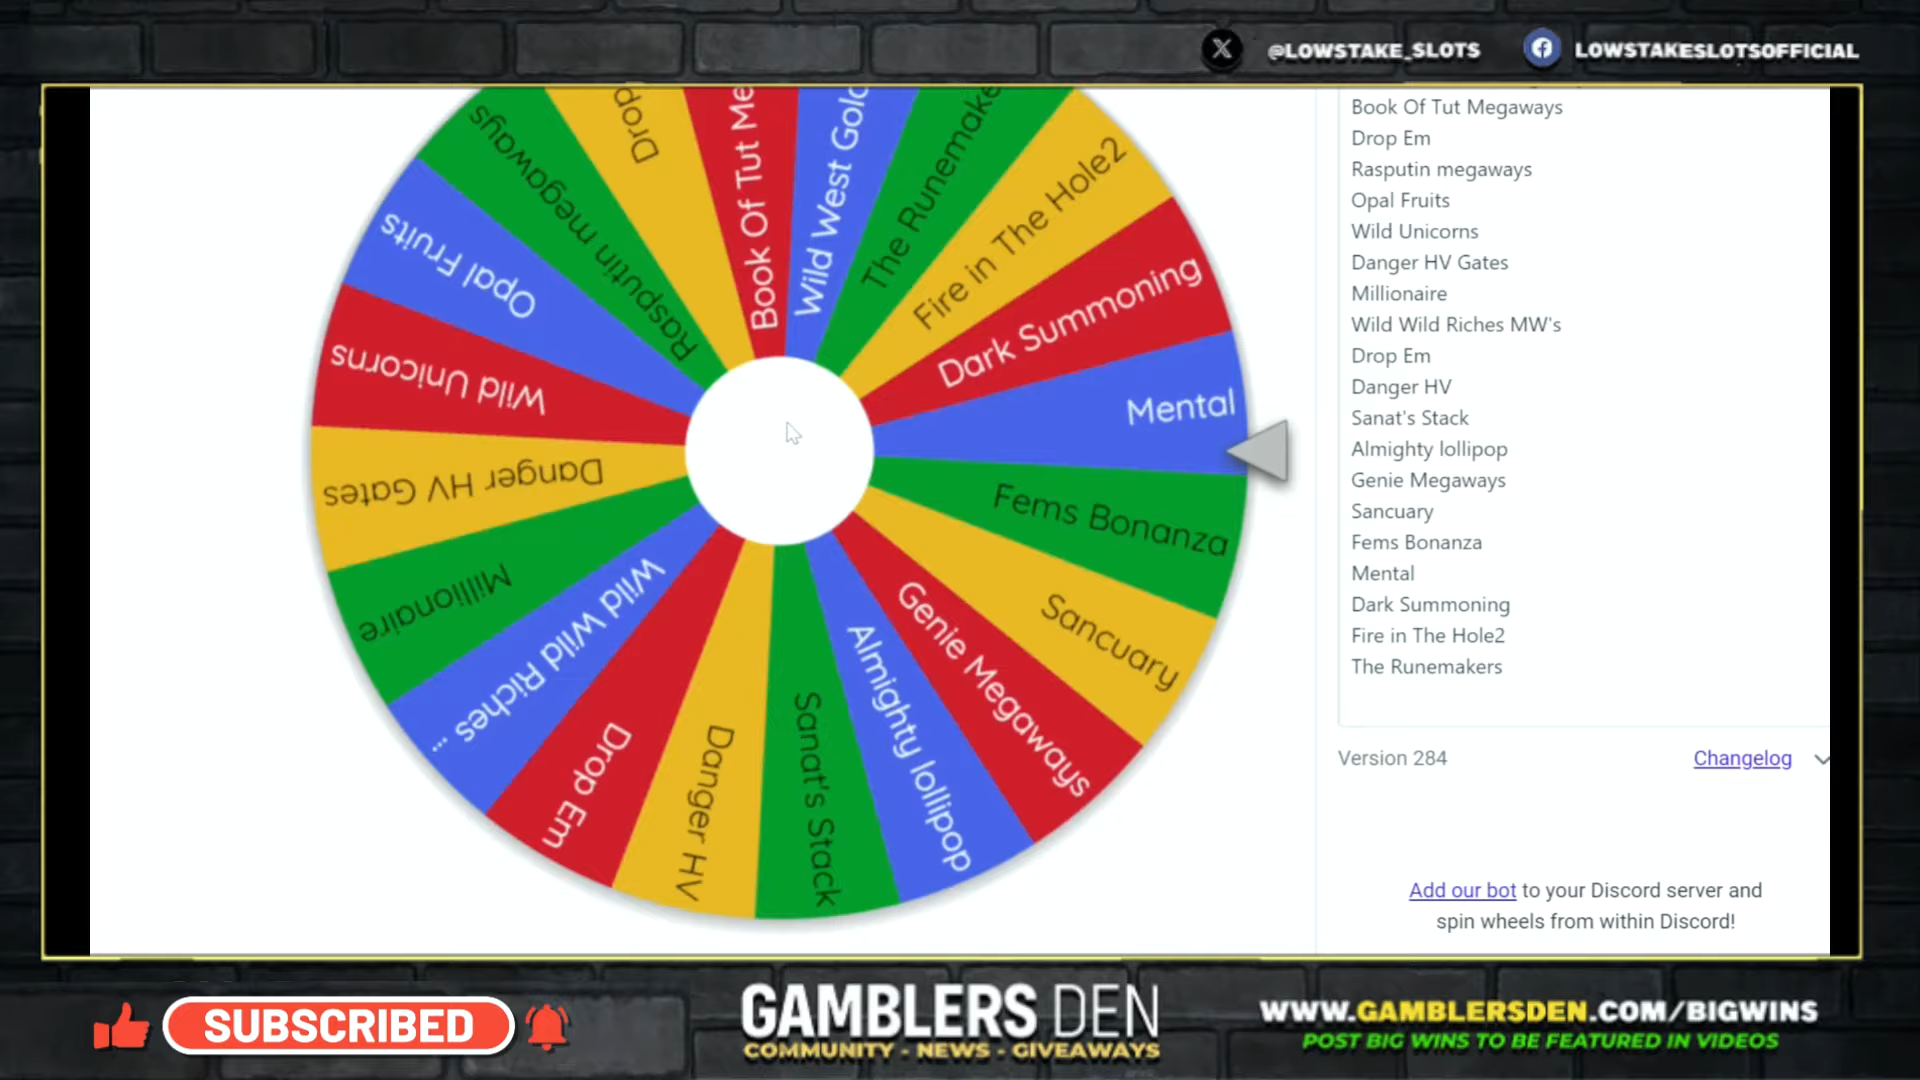 @LOWSTAKE_SLOTS
LOWSTAKESLOTSOFFICIAL
Book Of Tut Me
Wild West Gold
The Runemake
Fire in The Hole2
Dark Summoning
Mental
Fems Bonanza
Sancuary
Genie Megaways
Almighty lollipop
Sanat's Stack
Danger HV
Drop Em
Wild Wild Riches ...
Millionaire
Danger HV Gates
Wild Unicorns
Opal Fruits
Rasputin megaways
Drop
Book Of Tut Megaways
Drop Em
Rasputin megaways
Opal Fruits
Wild Unicorns
Danger HV Gates
Millionaire
Wild Wild Riches MW's
Drop Em
Danger HV
Sanat's Stack
Almighty lollipop
Genie Megaways
Sancuary
Fems Bonanza
Mental
Dark Summoning
Fire in The Hole2
The Runemakers
Version 284
Changelog
Add our bot to your Discord server and
spin wheels from within Discord!
SUBSCRIBED
GAMBLERS DEN
COMMUNITY - NEWS - GIVEAWAYS
WWW.GAMBLERSDEN.COM/BIGWINS
POST BIG WINS TO BE FEATURED IN VIDEOS